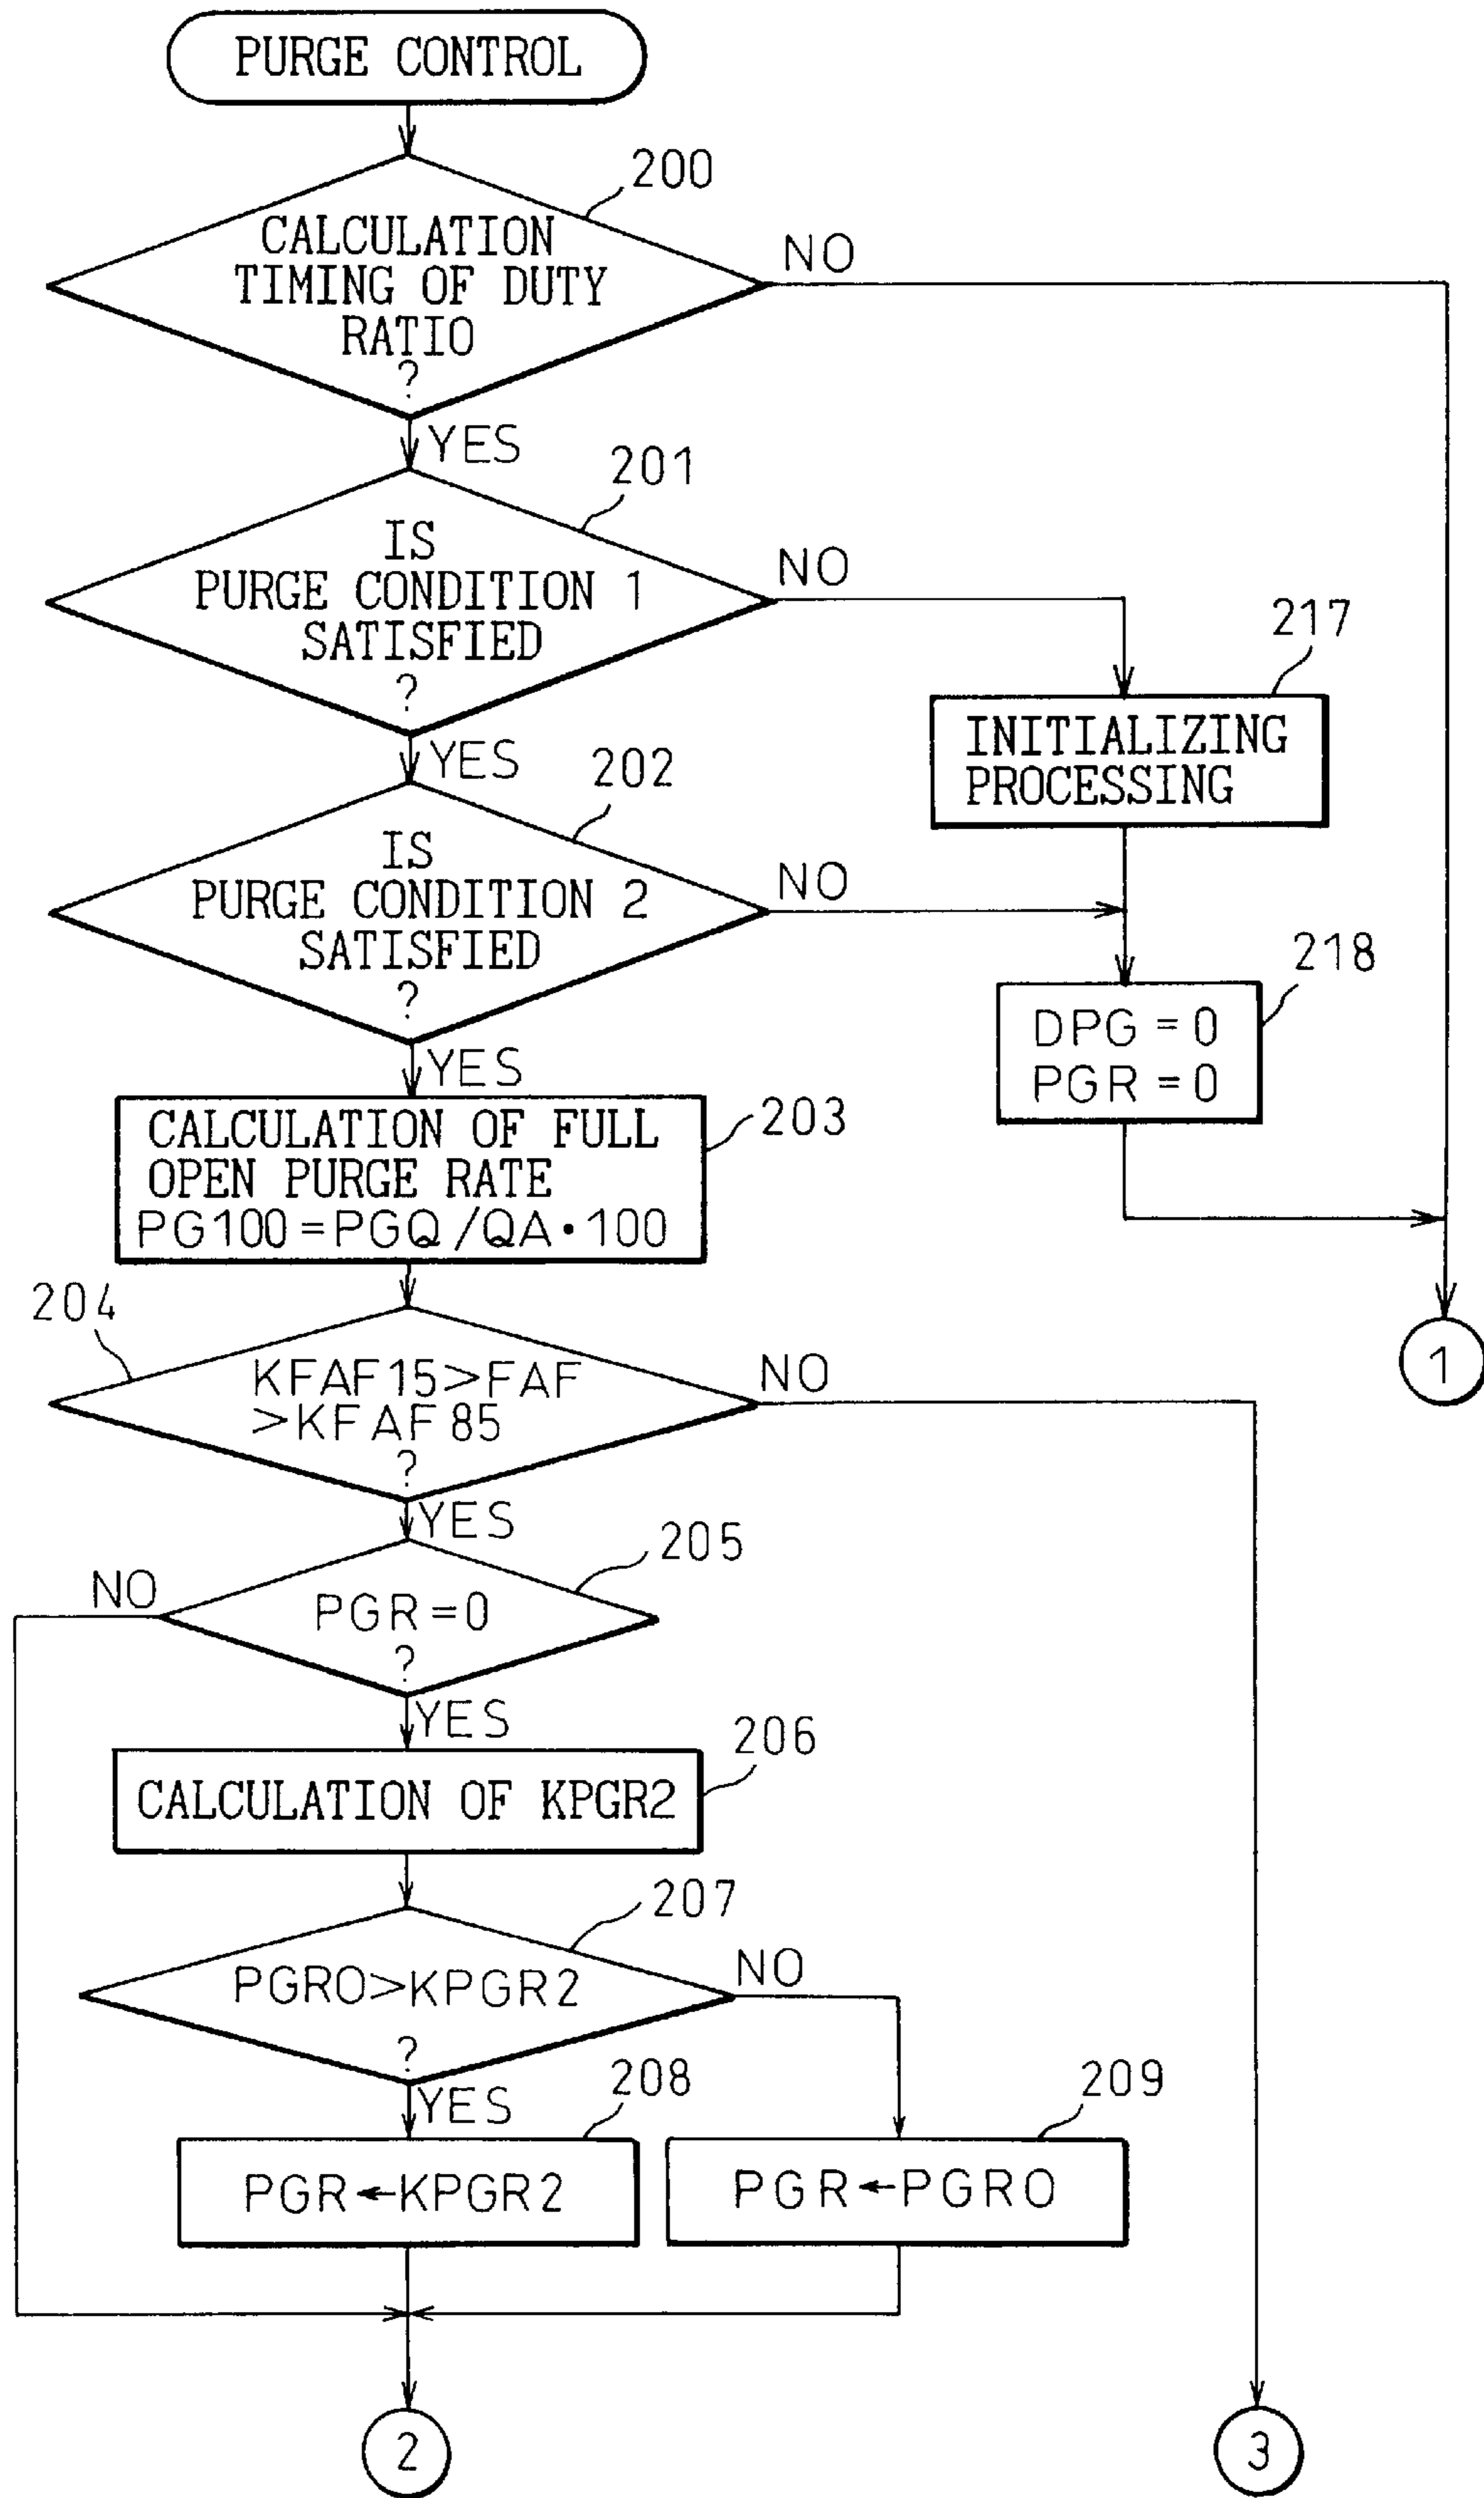 PURGE CONTROL
200
CALCULATION
TIMING OF DUTY
RATIO
?
NO
YES
201
IS
PURGE CONDITION 1
SATISFIED
?
NO
217
INITIALIZING
PROCESSING
YES
202
IS
PURGE CONDITION 2
SATISFIED
?
NO
218
DPG = 0
PGR = 0
YES
203
CALCULATION OF FULL
OPEN PURGE RATE
PG100 = PGQ / QA • 100
1
204
KFAF15>FAF
>KFAF85
?
NO
YES
205
NO
PGR = 0
?
YES
206
CALCULATION OF KPGR2
207
PGRO>KPGR2
?
NO
YES
208
PGR←KPGR2
209
PGR←PGRO
2
3